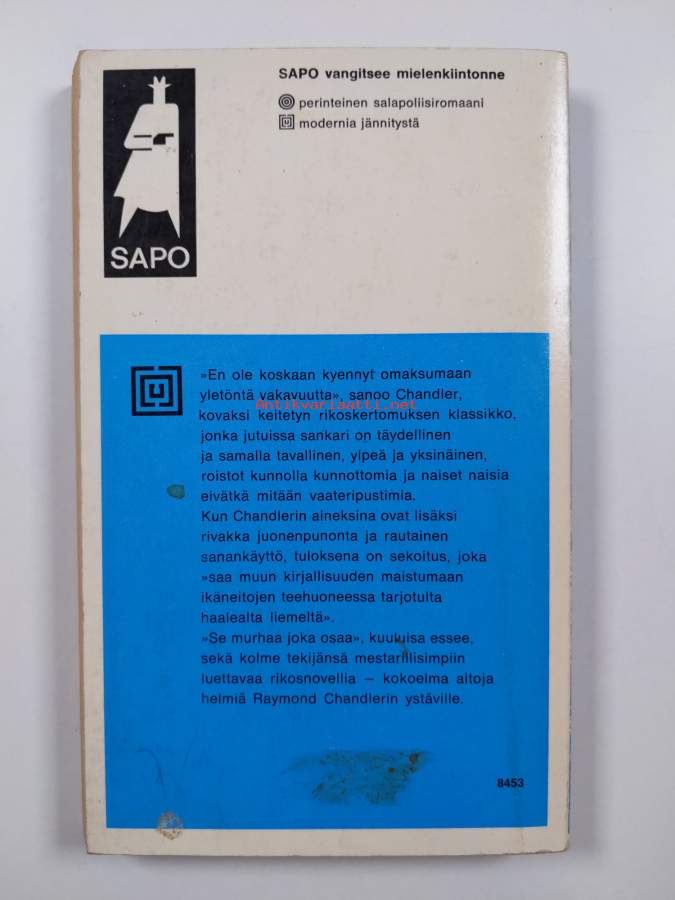 SAPO vangitsee mielenkiintonne
perinteinen salapoliisiromaani
modernia jännitystä
SAPO
»En ole koskaan kyennyt omaksumaan
yletöntä vakavuutta», sanoo Chandler,
Antikvarisatti.net
kovaksi keitetyn rikoskertomuksen klassikko,
jonka jutuissa sankari on täydellinen
ja samalla tavallinen, ylpeä ja yksinäinen,
roistot kunnolla kunnottomia ja naiset naisia
eivätkä mitään vaateripustimia.
Kun Chandlerin aineksina ovat lisäksi
rivakka juonenpunonta ja rautainen
sanankäyttö, tuloksena on sekoitus, joka
»saa muun kirjallisuuden maistumaan
ikäneitojen teehuoneessa tarjotulta
haalealta liemeltä».
»Se murhaa joka osaa», kuuluisa essee,
sekä kolme tekijänsä mestarillisimpiin
luettavaa rikosnovellia – kokoelma aitoja
helmiä Raymond Chandlerin ystäville.
8453